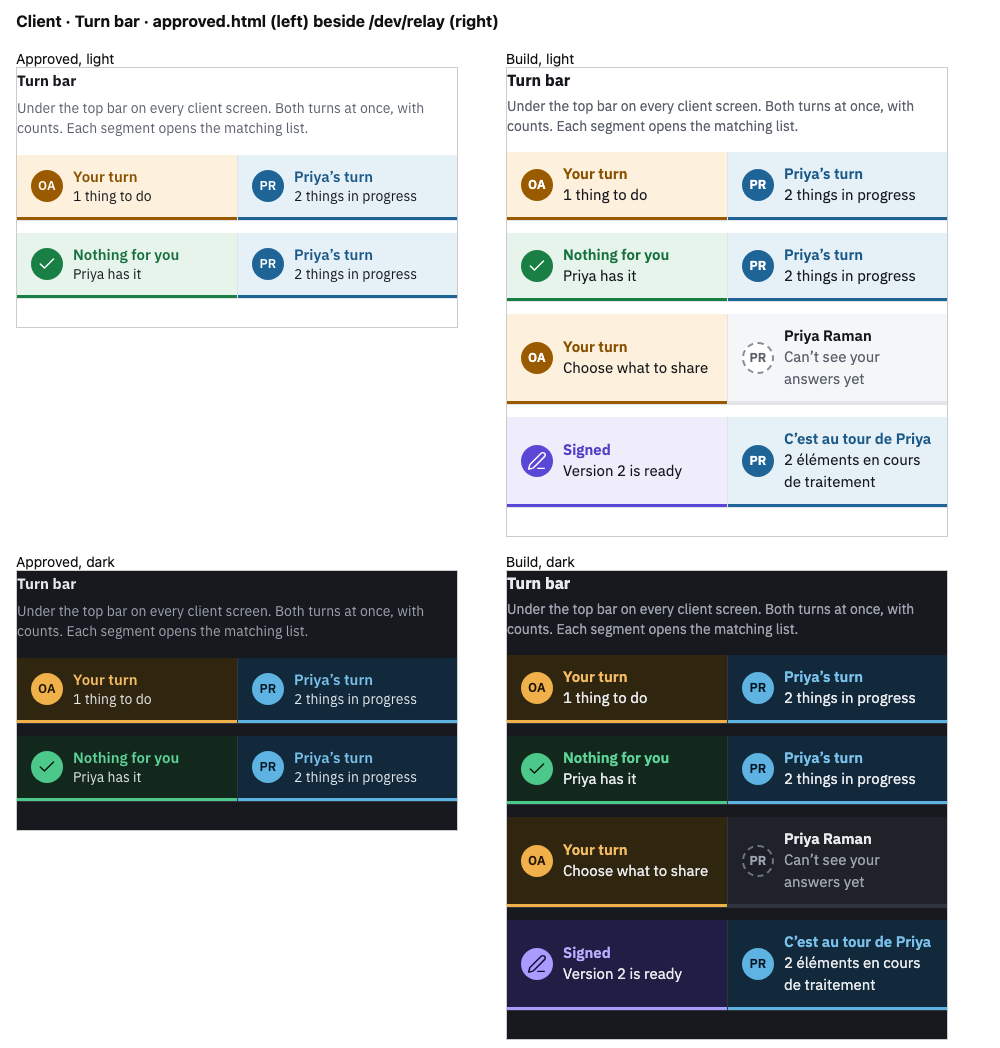 Client · Turn bar · approved.html (left) beside /dev/relay (right)
Approved, light
Turn bar
Under the top bar on every client screen. Both turns at once, with
counts. Each segment opens the matching list.
OA
Your turn
1 thing to do
PR
Priya’s turn
2 things in progress
Nothing for you
Priya has it
PR
Priya’s turn
2 things in progress
Build, light
Turn bar
Under the top bar on every client screen. Both turns at once, with
counts. Each segment opens the matching list.
OA
Your turn
1 thing to do
PR
Priya’s turn
2 things in progress
Nothing for you
Priya has it
PR
Priya’s turn
2 things in progress
OA
Your turn
Choose what to share
PR
Priya Raman
Can’t see your
answers yet
Signed
Version 2 is ready
PR
C’est au tour de Priya
2 éléments en cours
de traitement
Approved, dark
Turn bar
Under the top bar on every client screen. Both turns at once, with
counts. Each segment opens the matching list.
OA
Your turn
1 thing to do
PR
Priya’s turn
2 things in progress
Nothing for you
Priya has it
PR
Priya’s turn
2 things in progress
Build, dark
Turn bar
Under the top bar on every client screen. Both turns at once, with
counts. Each segment opens the matching list.
OA
Your turn
1 thing to do
PR
Priya’s turn
2 things in progress
Nothing for you
Priya has it
PR
Priya’s turn
2 things in progress
OA
Your turn
Choose what to share
PR
Priya Raman
Can’t see your
answers yet
Signed
Version 2 is ready
PR
C’est au tour de Priya
2 éléments en cours
de traitement